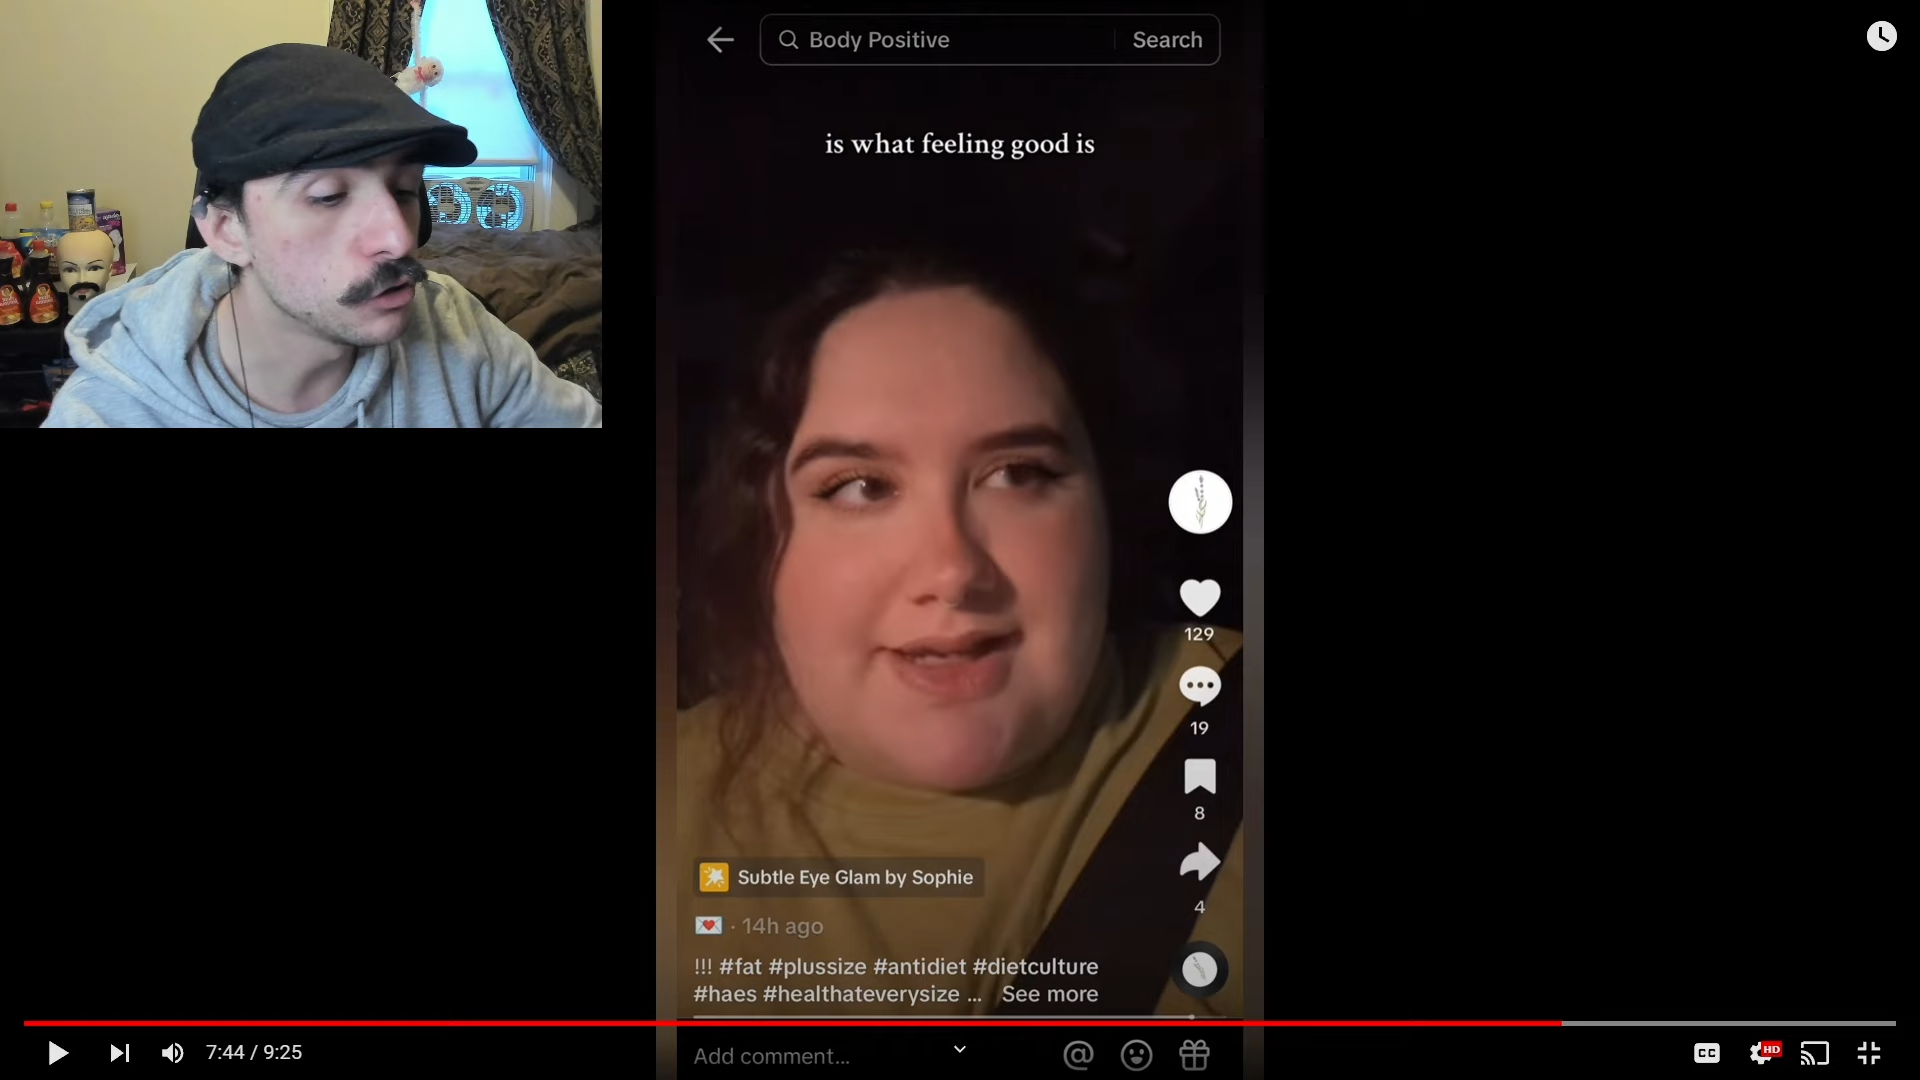 Body Positive
Search
is what feeling good is
129
19
8
4
Subtle Eye Glam by Sophie
· 14h ago
!!! #fat #plussize #antidiet #dietculture
#haes #healthateverysize ... See more
Add comment...
7:44 / 9:25
CC
HD